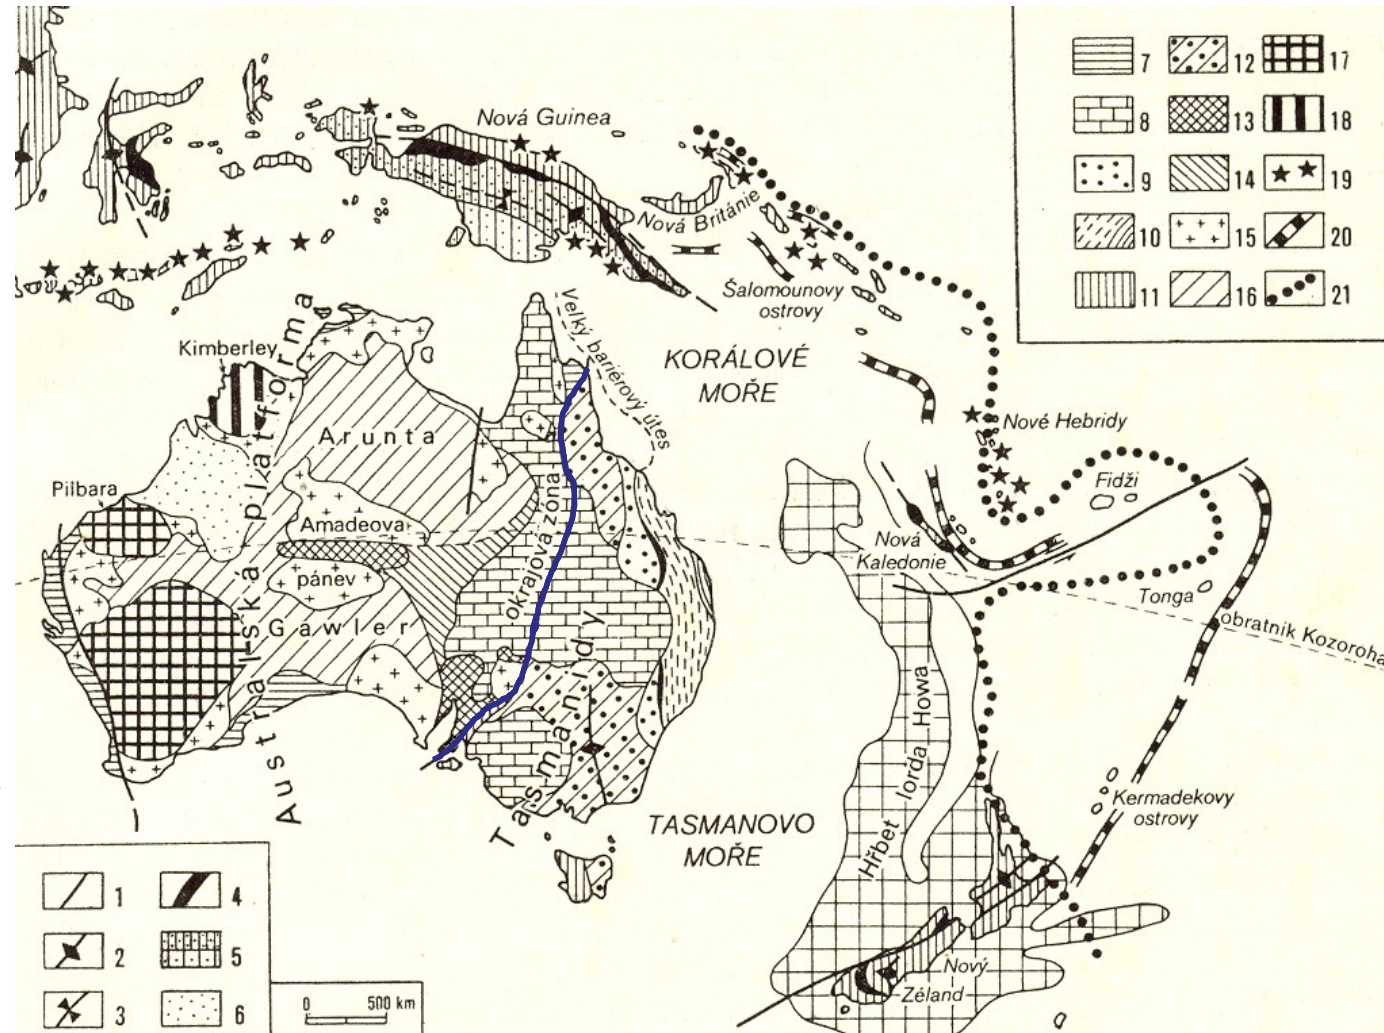 7 12 17
8 13 18
9 14 19
10 15 20
11 16 21
Nová Guinea
Nová Británie
Šalomounovy
ostrovy
Velký bariérový útes
KORÁLOVÉ
MOŘE
Kimberley
Arunta
Pilbara
Amadeova
pánev
Gawler
Australská platforma
okrajová zóna
Tasmanidy
Nové Hebridy
Fidži
Nová
Kaledonie
Tonga
obratník Kozoroha
Hřbet lorda Howa
Kermadekovy
ostrovy
TASMANOVO
MOŘE
Nový
Zéland
1 4
2 5
3 6
0 500 km